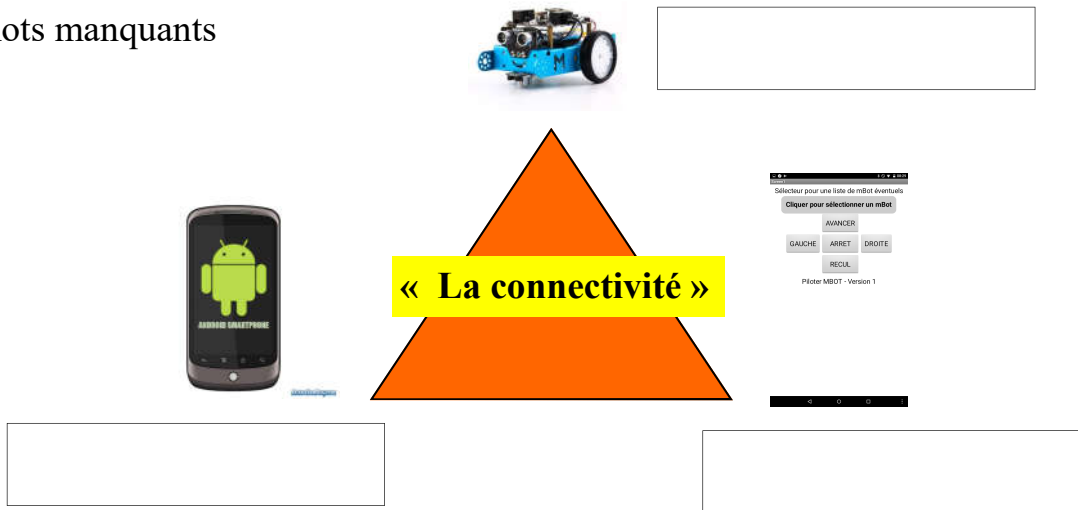 ots manquants
Sélecteur pour une liste de mBot éventuels
Cliquer pour sélectionner un mBot
AVANCER
GAUCHE ARRET DROITE
RECUL
Piloter MBOT - Version 1
« La connectivité »
ANDROID SMARTPHONE